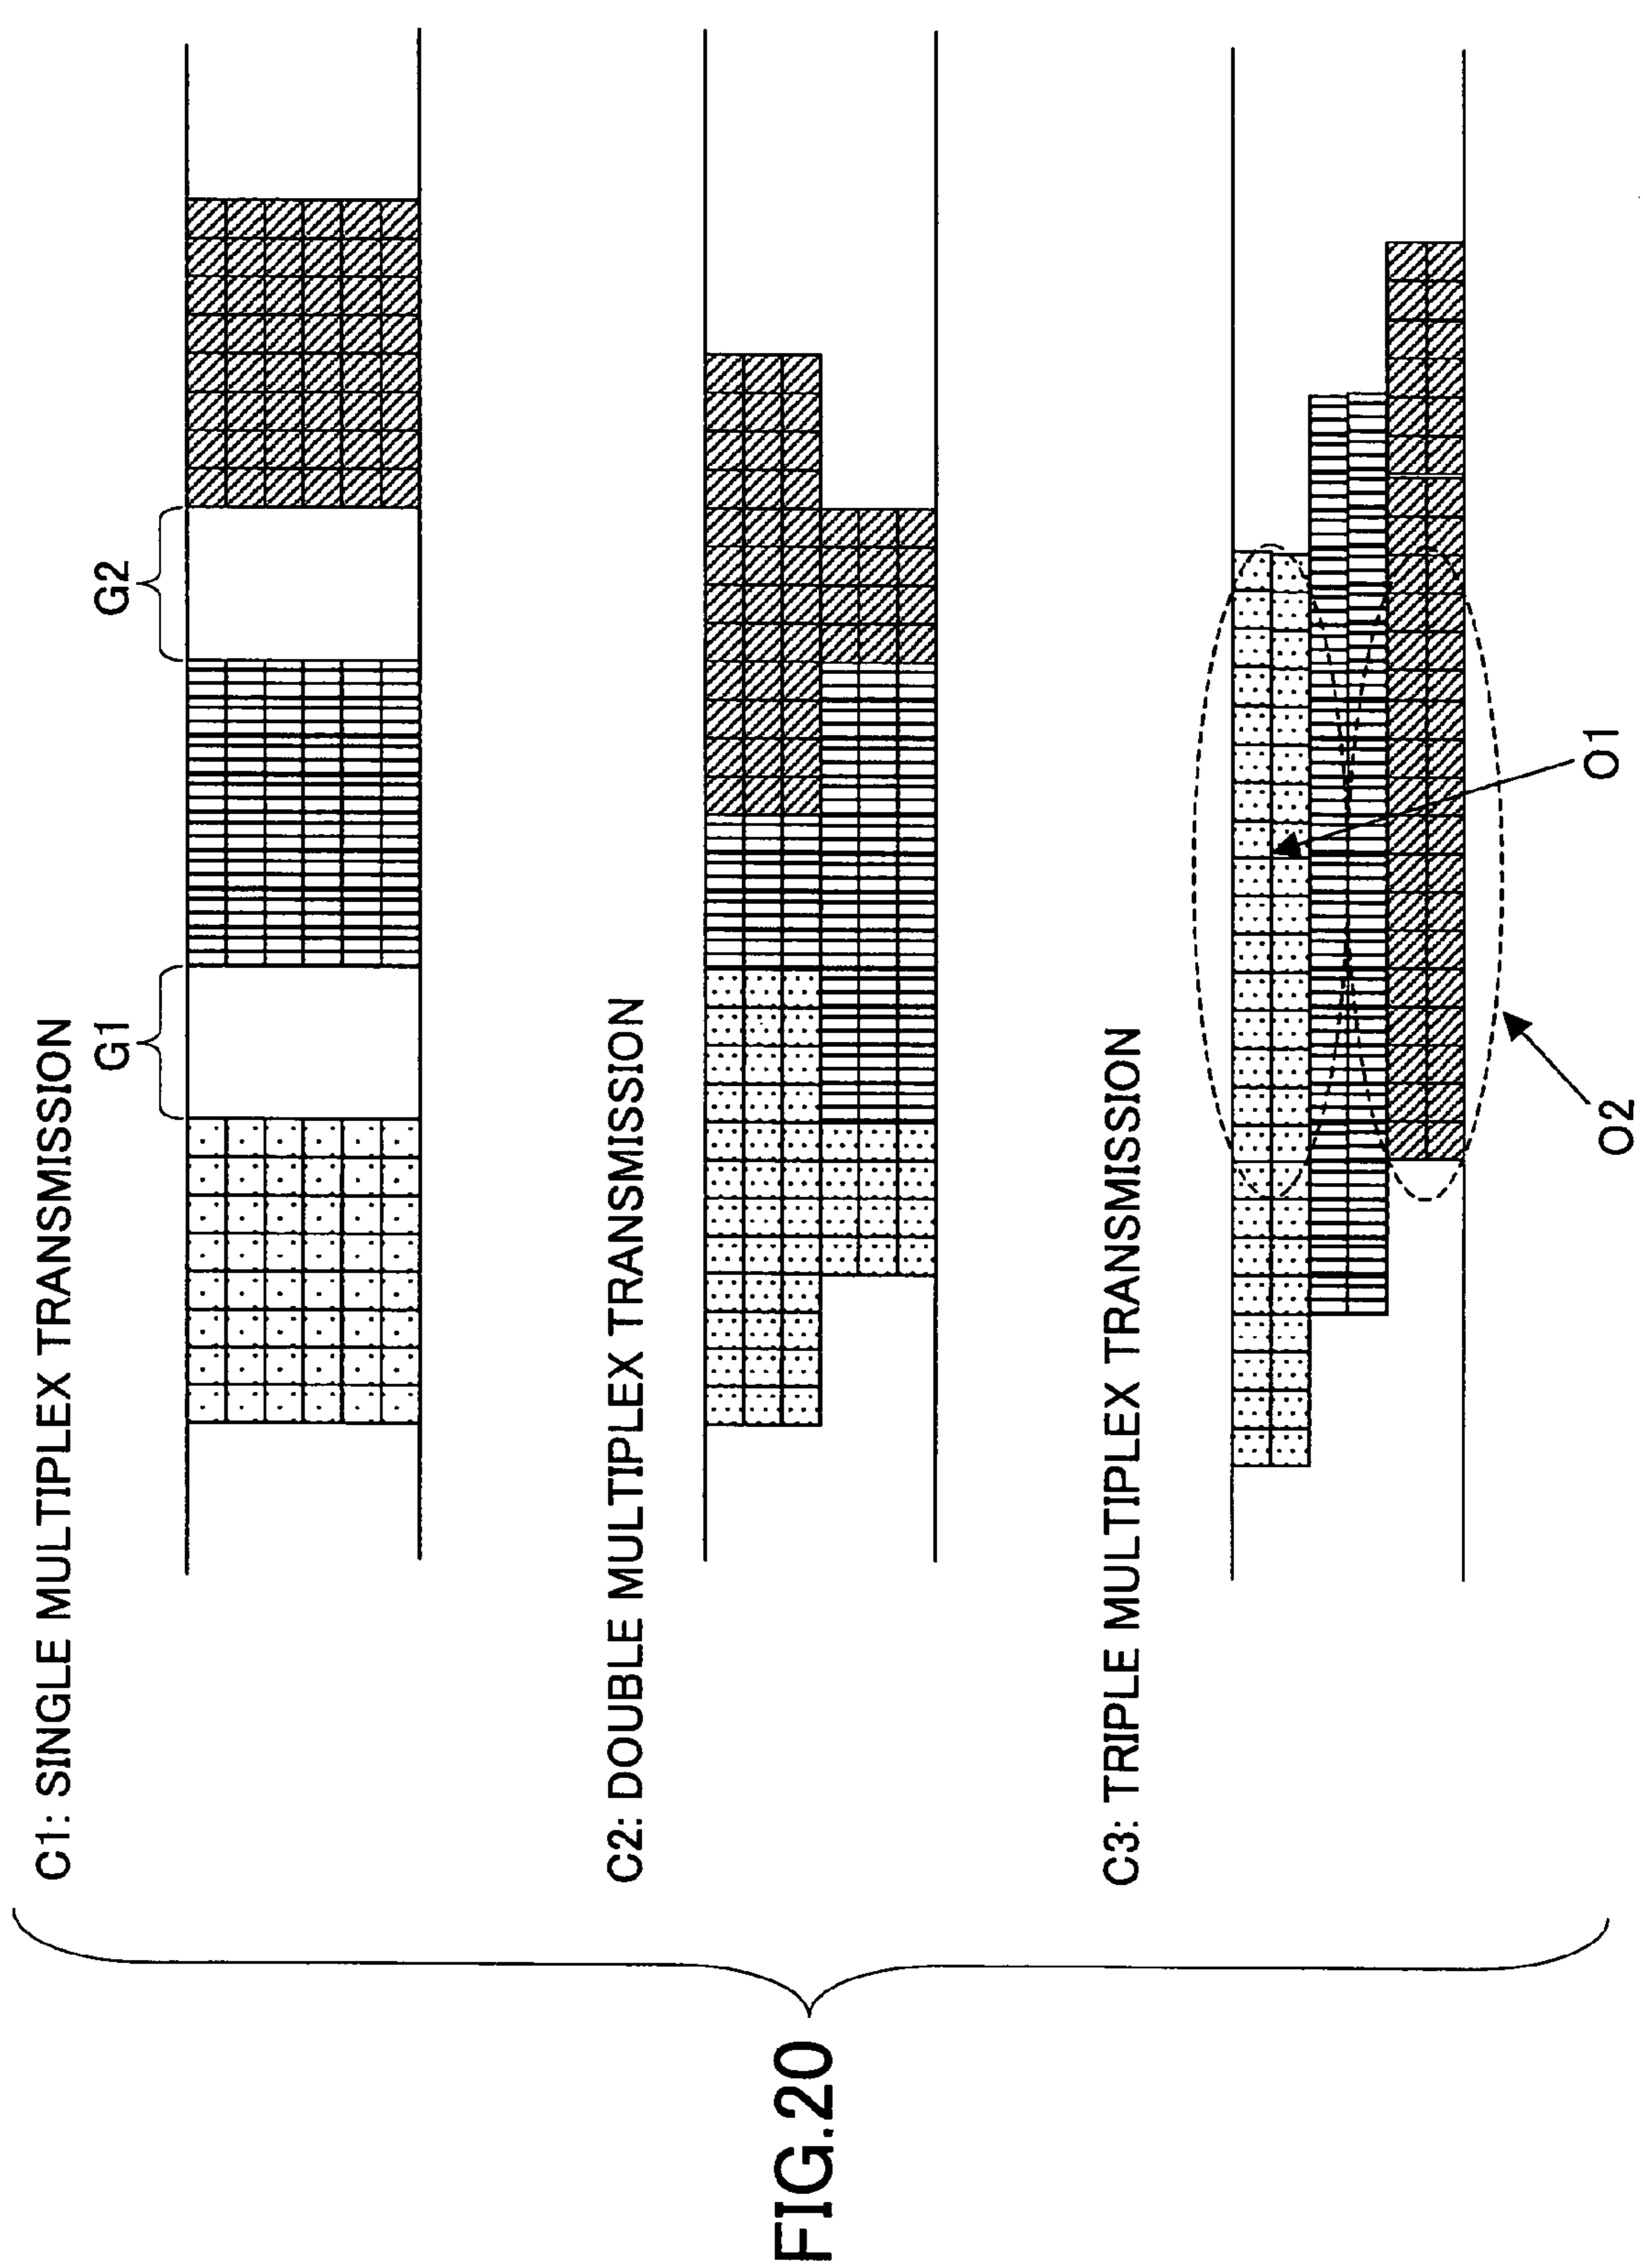 FIG.20
C1: SINGLE MULTIPLEX TRANSMISSION
G1
G2
C2: DOUBLE MULTIPLEX TRANSMISSION
C3: TRIPLE MULTIPLEX TRANSMISSION
O1
O2